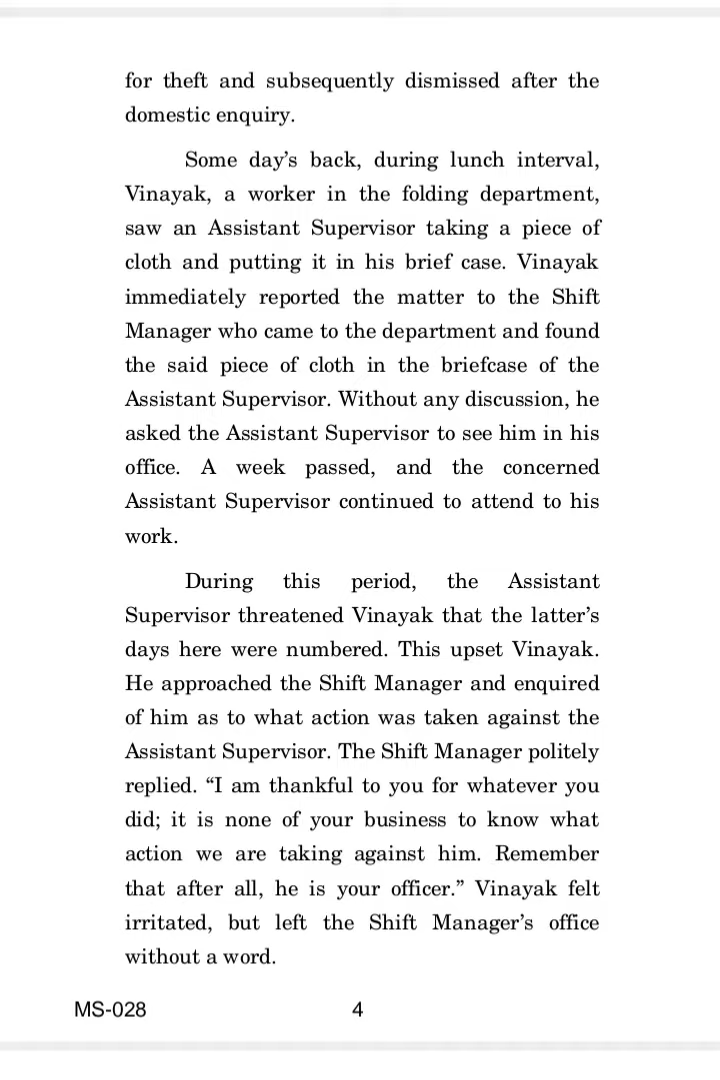 for theft and subsequently dismissed after the
domestic enquiry.
Some day’s back, during lunch interval,
Vinayak, a worker in the folding department,
saw an Assistant Supervisor taking a piece of
cloth and putting it in his brief case. Vinayak
immediately reported the matter to the Shift
Manager who came to the department and found
the said piece of cloth in the briefcase of the
Assistant Supervisor. Without any discussion, he
asked the Assistant Supervisor to see him in his
office. A week passed, and the concerned
Assistant Supervisor continued to attend to his
work.
During this period, the Assistant
Supervisor threatened Vinayak that the latter’s
days here were numbered. This upset Vinayak.
He approached the Shift Manager and enquired
of him as to what action was taken against the
Assistant Supervisor. The Shift Manager politely
replied. “I am thankful to you for whatever you
did; it is none of your business to know what
action we are taking against him. Remember
that after all, he is your officer.” Vinayak felt
irritated, but left the Shift Manager’s office
without a word.
MS-028 4